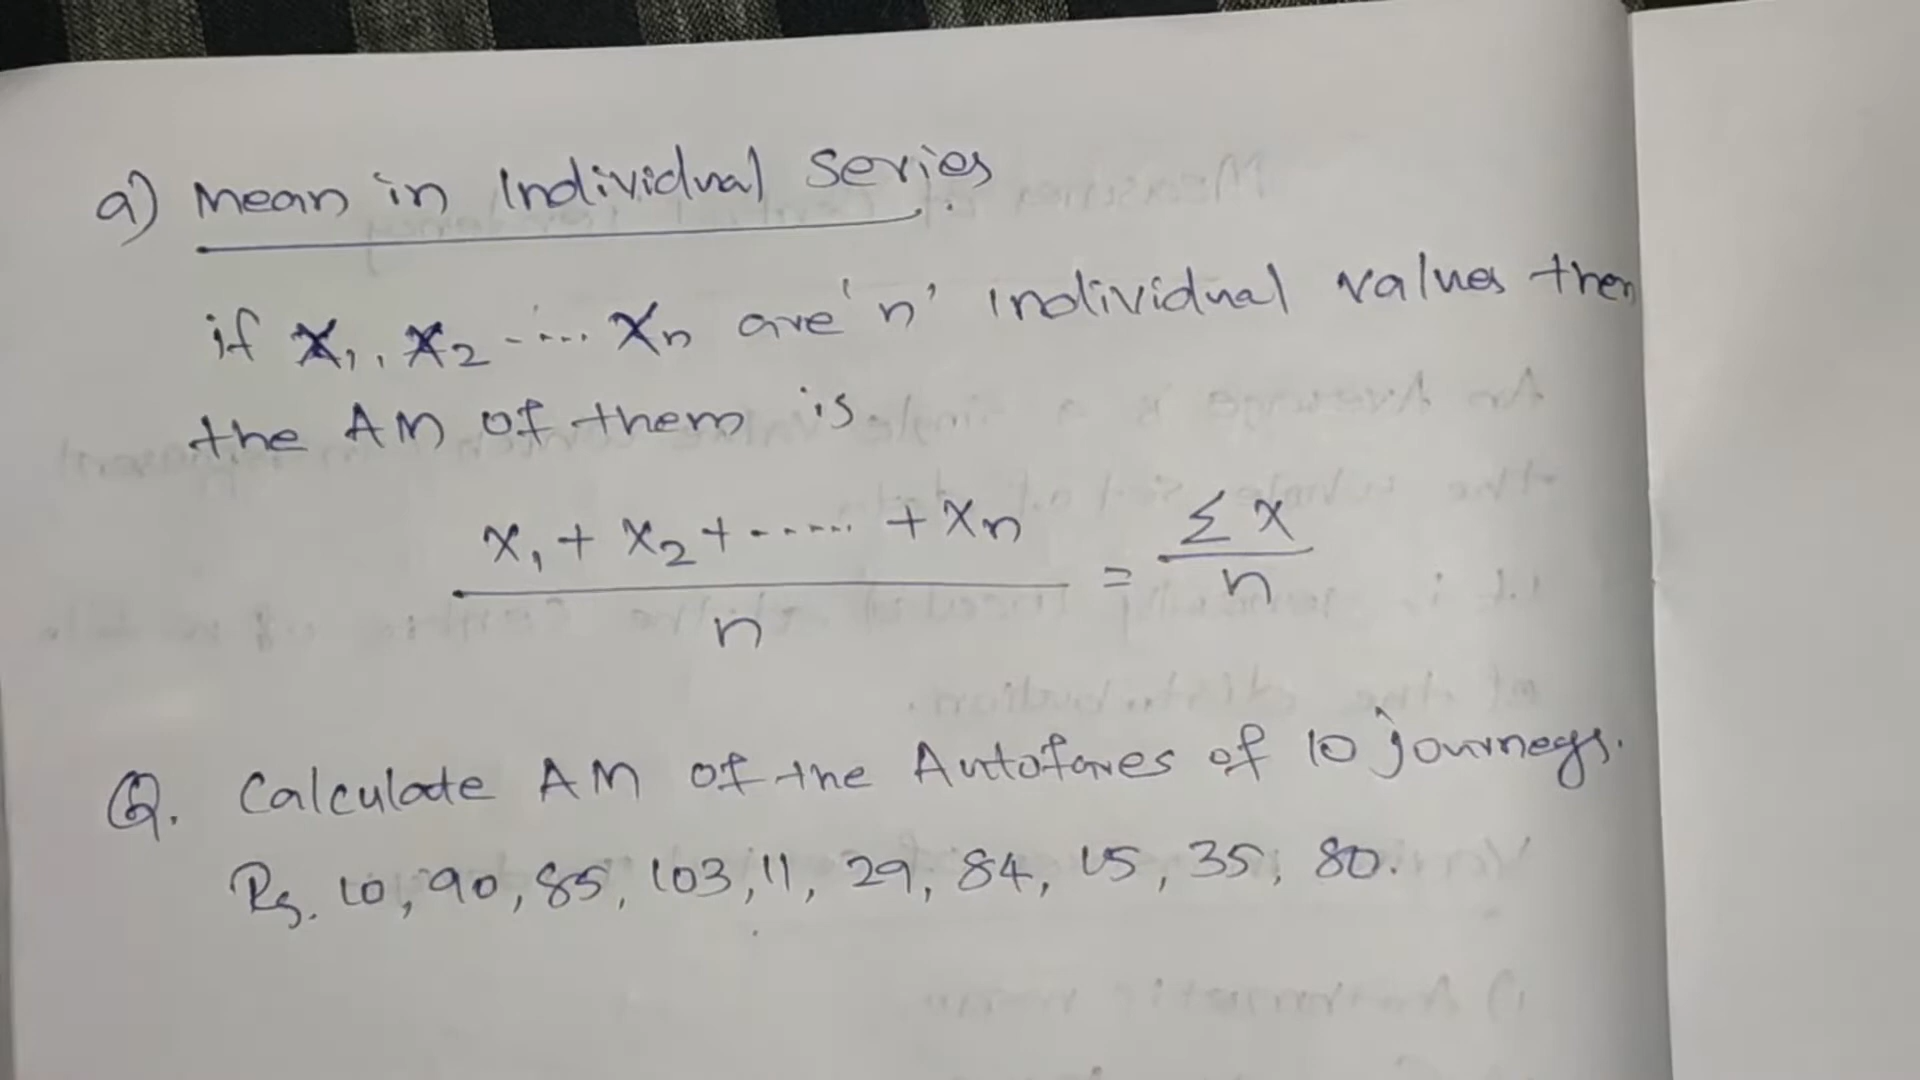 a) Mean in Individual Series.
if x₁, x₂ ----- xₙ are 'n' individual values then
the AM of them is
x₁ + x₂ + ------ + xₙ / n = Σx / n
Q. Calculate AM of the Autofares of 10 journeys.
Rs. 10, 90, 85, 103, 11, 29, 84, 15, 35, 80.